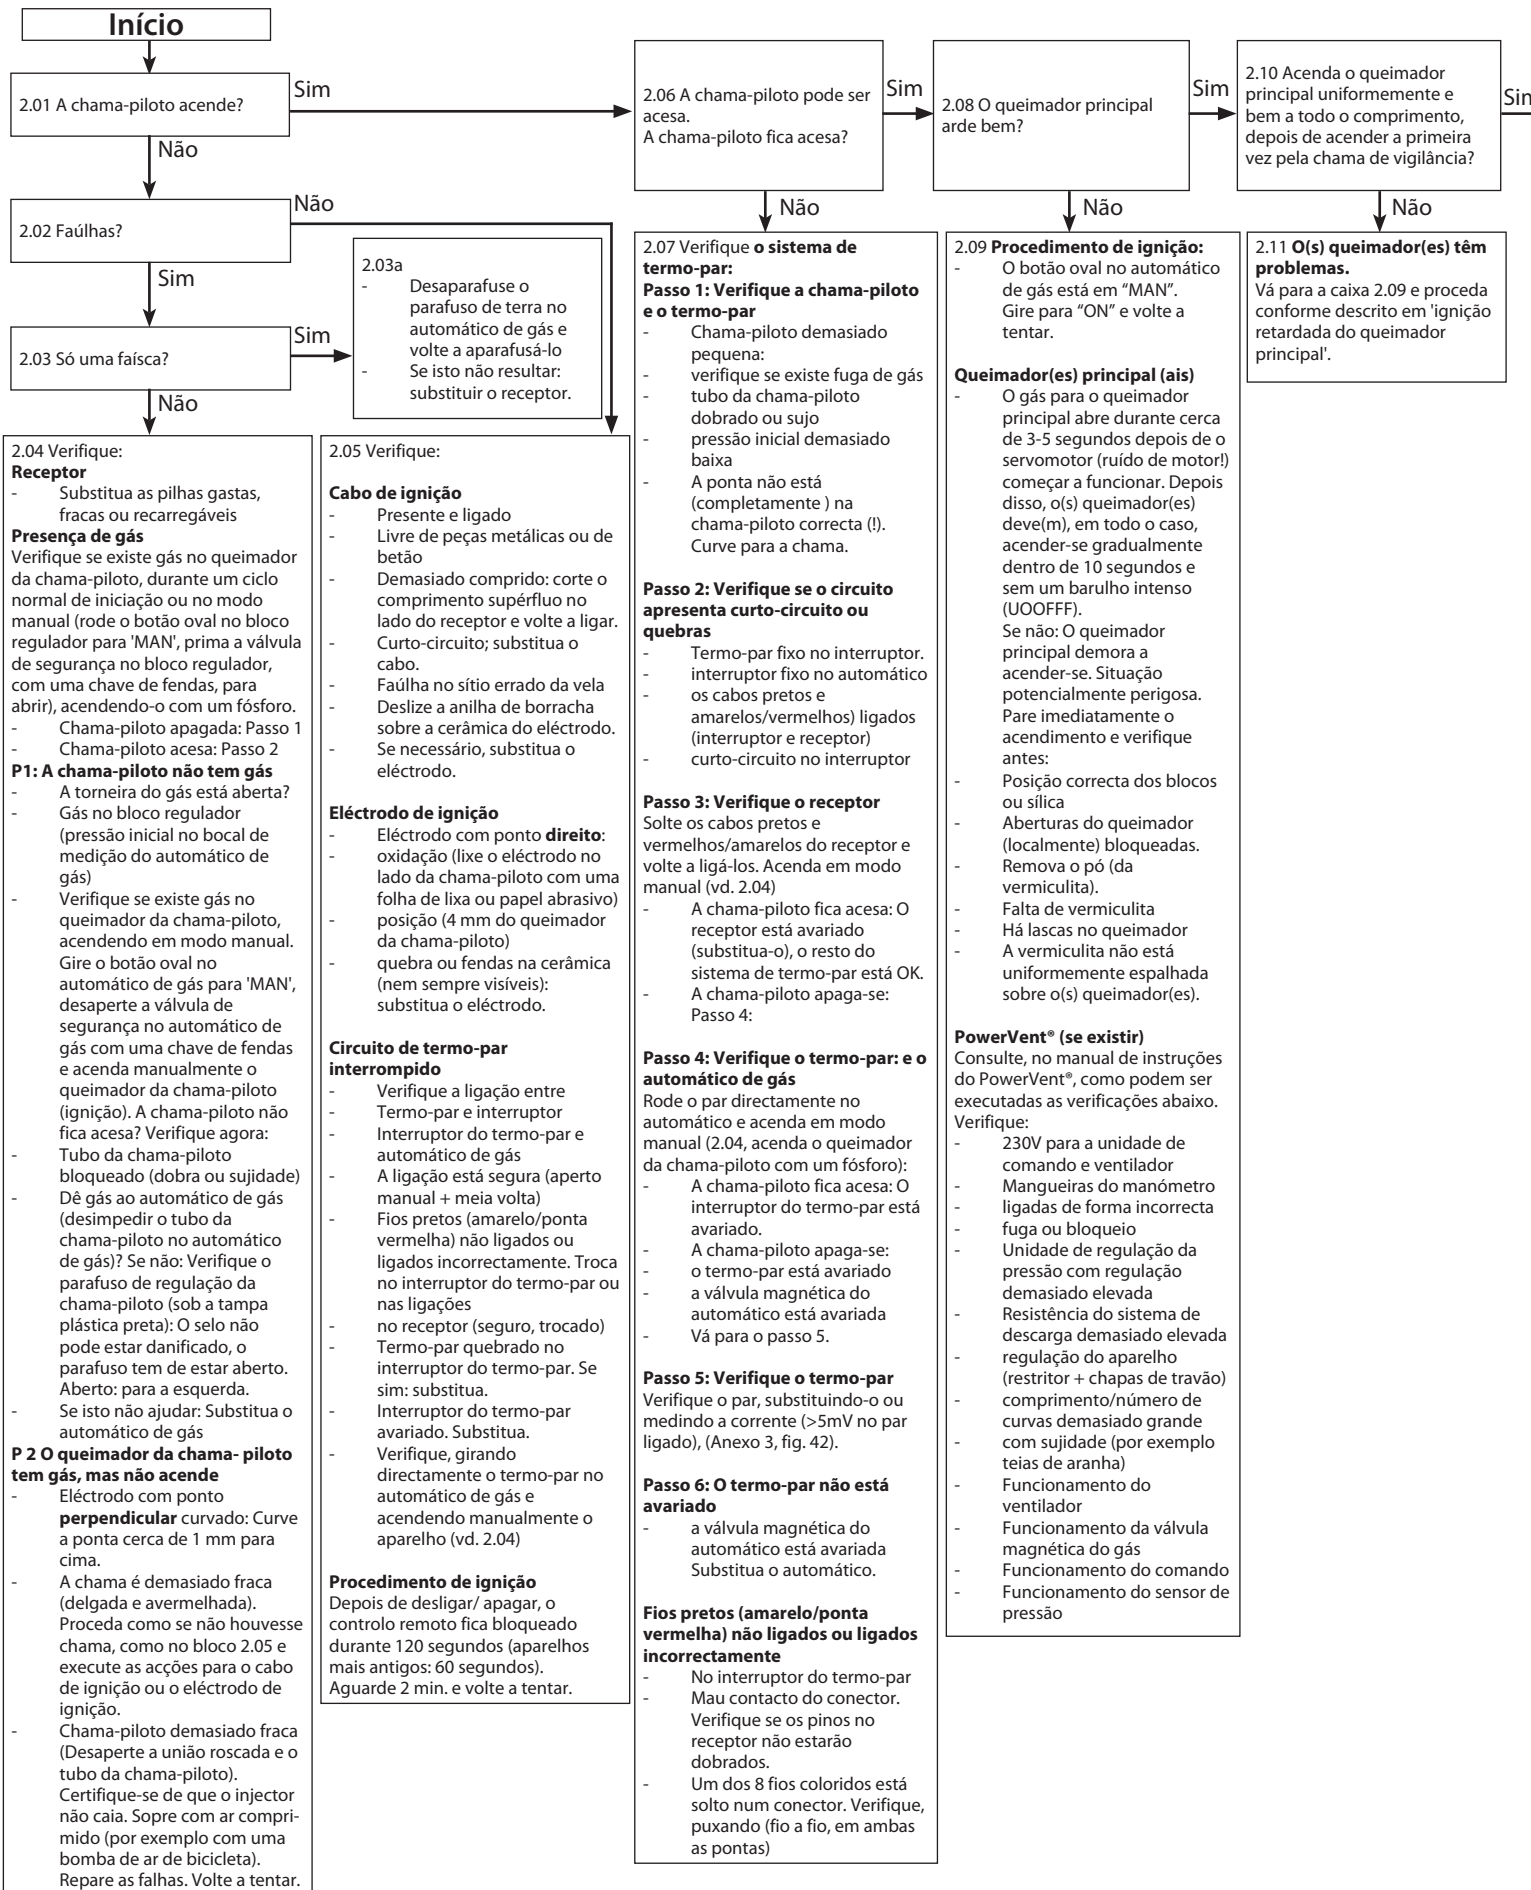 Início
2.01 A chama-piloto acende?
Sim
Não
2.02 Faúlhas?
Não
Sim
2.03 Só uma faísca?
Sim
Não
2.03a
- Desaparafuse o
parafuso de terra no
automático de gás e
volte a aparafusá-lo
- Se isto não resultar:
substituir o receptor.
2.04 Verifique:
Receptor
- Substitua as pilhas gastas,
fracas ou recarregáveis
Presença de gás
Verifique se existe gás no queimador
da chama-piloto, durante um ciclo
normal de iniciação ou no modo
manual (rode o botão oval no bloco
regulador para 'MAN', prima a válvula
de segurança no bloco regulador,
com uma chave de fendas, para
abrir), acendendo-o com um fósforo.
- Chama-piloto apagada: Passo 1
- Chama-piloto acesa: Passo 2
P1: A chama-piloto não tem gás
- A torneira do gás está aberta?
- Gás no bloco regulador
(pressão inicial no bocal de
medição do automático de
gás)
- Verifique se existe gás no
queimador da chama-piloto,
acendendo em modo manual.
Gire o botão oval no
automático de gás para 'MAN',
desaperte a válvula de
segurança no automático de
gás com uma chave de fendas
e acenda manualmente o
queimador da chama-piloto
(ignição). A chama-piloto não
fica acesa? Verifique agora:
- Tubo da chama-piloto
bloqueado (dobra ou sujidade)
- Dê gás ao automático de gás
(desimpedir o tubo da
chama-piloto no automático
de gás)? Se não: Verifique o
parafuso de regulação da
chama-piloto (sob a tampa
plástica preta): O selo não
pode estar danificado, o
parafuso tem de estar aberto.
Aberto: para a esquerda.
- Se isto não ajudar: Substitua o
automático de gás
P 2 O queimador da chama- piloto
tem gás, mas não acende
- Eléctrodo com ponto
perpendicular curvado: Curve
a ponta cerca de 1 mm para
cima.
- A chama é demasiado fraca
(delgada e avermelhada).
Proceda como se não houvesse
chama, como no bloco 2.05 e
execute as acções para o cabo
de ignição ou o eléctrodo de
ignição.
- Chama-piloto demasiado fraca
(Desaperte a união roscada e o
tubo da chama-piloto).
Certifique-se de que o injector
não caia. Sopre com ar compri-
mido (por exemplo com uma
bomba de ar de bicicleta).
Repare as falhas. Volte a tentar.
2.05 Verifique:
Cabo de ignição
- Presente e ligado
- Livre de peças metálicas ou de
betão
- Demasiado comprido: corte o
comprimento supérfluo no
lado do receptor e volte a ligar.
- Curto-circuito; substitua o
cabo.
- Faúlha no sítio errado da vela
- Deslize a anilha de borracha
sobre a cerâmica do eléctrodo.
- Se necessário, substitua o
eléctrodo.
Eléctrodo de ignição
- Eléctrodo com ponto direito:
- oxidação (lixe o eléctrodo no
lado da chama-piloto com uma
folha de lixa ou papel abrasivo)
- posição (4 mm do queimador
da chama-piloto)
- quebra ou fendas na cerâmica
(nem sempre visíveis):
substitua o eléctrodo.
Circuito de termo-par
interrompido
- Verifique a ligação entre
- Termo-par e interruptor
- Interruptor do termo-par e
automático de gás
- A ligação está segura (aperto
manual + meia volta)
- Fios pretos (amarelo/ponta
vermelha) não ligados ou
ligados incorrectamente. Troca
no interruptor do termo-par ou
nas ligações
- no receptor (seguro, trocado)
- Termo-par quebrado no
interruptor do termo-par. Se
sim: substitua.
- Interruptor do termo-par
avariado. Substitua.
- Verifique, girando
directamente o termo-par no
automático de gás e
acendendo manualmente o
aparelho (vd. 2.04)
Procedimento de ignição
Depois de desligar/ apagar, o
controlo remoto fica bloqueado
durante 120 segundos (aparelhos
mais antigos: 60 segundos).
Aguarde 2 min. e volte a tentar.
2.06 A chama-piloto pode ser
acesa.
A chama-piloto fica acesa?
Sim
Não
2.07 Verifique o sistema de
termo-par:
Passo 1: Verifique a chama-piloto
e o termo-par
- Chama-piloto demasiado
pequena:
- verifique se existe fuga de gás
- tubo da chama-piloto
dobrado ou sujo
- pressão inicial demasiado
baixa
- A ponta não está
(completamente ) na
chama-piloto correcta (!).
Curve para a chama.
Passo 2: Verifique se o circuito
apresenta curto-circuito ou
quebras
- Termo-par fixo no interruptor.
- interruptor fixo no automático
- os cabos pretos e
amarelos/vermelhos) ligados
(interruptor e receptor)
- curto-circuito no interruptor
Passo 3: Verifique o receptor
Solte os cabos pretos e
vermelhos/amarelos do receptor e
volte a ligá-los. Acenda em modo
manual (vd. 2.04)
- A chama-piloto fica acesa: O
receptor está avariado
(substitua-o), o resto do
sistema de termo-par está OK.
- A chama-piloto apaga-se:
Passo 4:
Passo 4: Verifique o termo-par: e o
automático de gás
Rode o par directamente no
automático e acenda em modo
manual (2.04, acenda o queimador
da chama-piloto com um fósforo):
- A chama-piloto fica acesa: O
interruptor do termo-par está
avariado.
- A chama-piloto apaga-se:
- o termo-par está avariado
- a válvula magnética do
automático está avariada
- Vá para o passo 5.
Passo 5: Verifique o termo-par
Verifique o par, substituindo-o ou
medindo a corrente (>5mV no par
ligado), (Anexo 3, fig. 42).
Passo 6: O termo-par não está
avariado
- a válvula magnética do
automático está avariada
Substitua o automático.
Fios pretos (amarelo/ponta
vermelha) não ligados ou ligados
incorrectamente
- No interruptor do termo-par
- Mau contacto do conector.
Verifique se os pinos no
receptor não estarão
dobrados.
- Um dos 8 fios coloridos está
solto num conector. Verifique,
puxando (fio a fio, em ambas
as pontas)
2.08 O queimador principal
arde bem?
Sim
Não
2.09 Procedimento de ignição:
- O botão oval no automático
de gás está em “MAN”.
Gire para “ON” e volte a
tentar.
Queimador(es) principal (ais)
- O gás para o queimador
principal abre durante cerca
de 3-5 segundos depois de o
servomotor (ruído de motor!)
começar a funcionar. Depois
disso, o(s) queimador(es)
deve(m), em todo o caso,
acender-se gradualmente
dentro de 10 segundos e
sem um barulho intenso
(UOOFFF).
Se não: O queimador
principal demora a
acender-se. Situação
potencialmente perigosa.
Pare imediatamente o
acendimento e verifique
antes:
- Posição correcta dos blocos
ou sílica
- Aberturas do queimador
(localmente) bloqueadas.
- Remova o pó (da
vermiculita).
- Falta de vermiculita
- Há lascas no queimador
- A vermiculita não está
uniformemente espalhada
sobre o(s) queimador(es).
PowerVent® (se existir)
Consulte, no manual de instruções
do PowerVent®, como podem ser
executadas as verificações abaixo.
Verifique:
- 230V para a unidade de
comando e ventilador
- Mangueiras do manómetro
- ligadas de forma incorrecta
- fuga ou bloqueio
- Unidade de regulação da
pressão com regulação
demasiado elevada
- Resistência do sistema de
descarga demasiado elevada
- regulação do aparelho
(restritor + chapas de travão)
- comprimento/número de
curvas demasiado grande
- com sujidade (por exemplo
teias de aranha)
- Funcionamento do
ventilador
- Funcionamento da válvula
magnética do gás
- Funcionamento do comando
- Funcionamento do sensor de
pressão
2.10 Acenda o queimador
principal uniformemente e
bem a todo o comprimento,
depois de acender a primeira
vez pela chama de vigilância?
Não
2.11 O(s) queimador(es) têm
problemas.
Vá para a caixa 2.09 e proceda
conforme descrito em 'ignição
retardada do queimador
principal'.